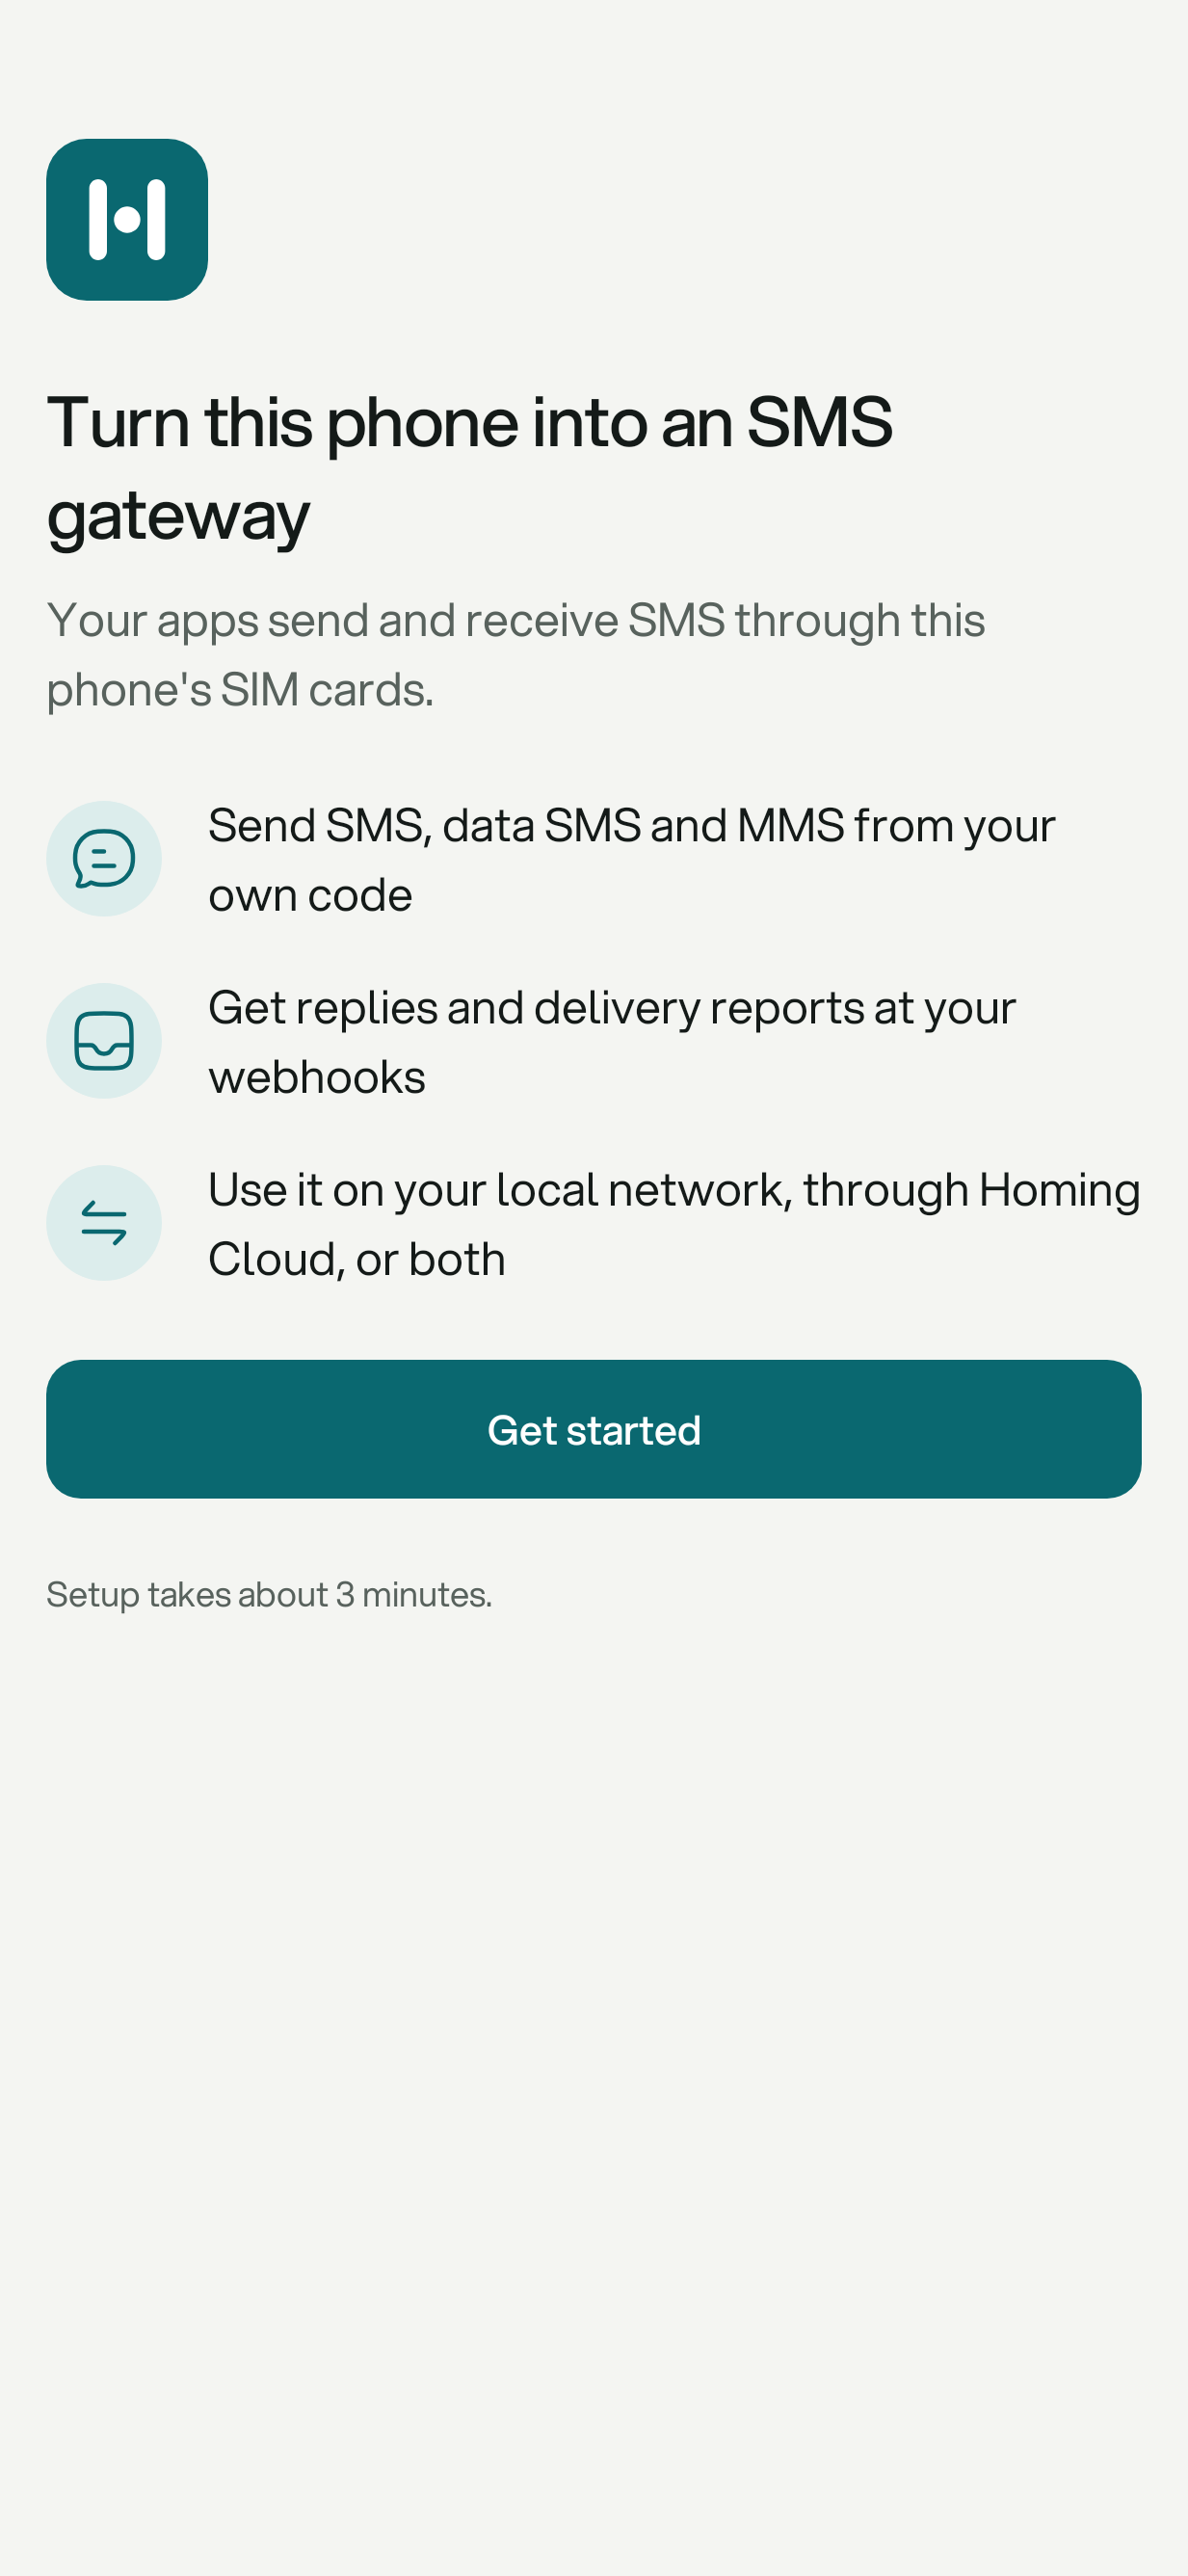 Turn this phone into an SMS
gateway
Your apps send and receive SMS through this
phone's SIM cards.
Send SMS, data SMS and MMS from your
own code
Get replies and delivery reports at your
webhooks
Use it on your local network, through Homing
Cloud, or both
Get started
Setup takes about 3 minutes.